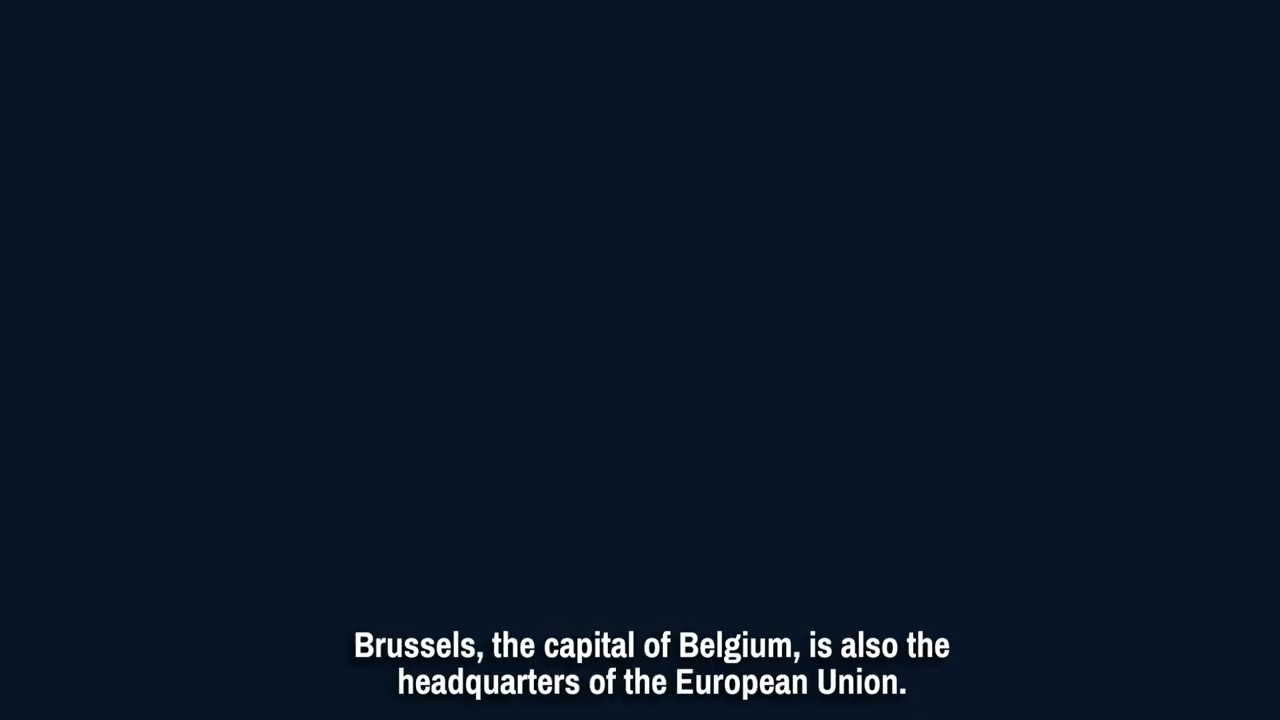 Brussels, the capital of Belgium, is also the
headquarters of the European Union.